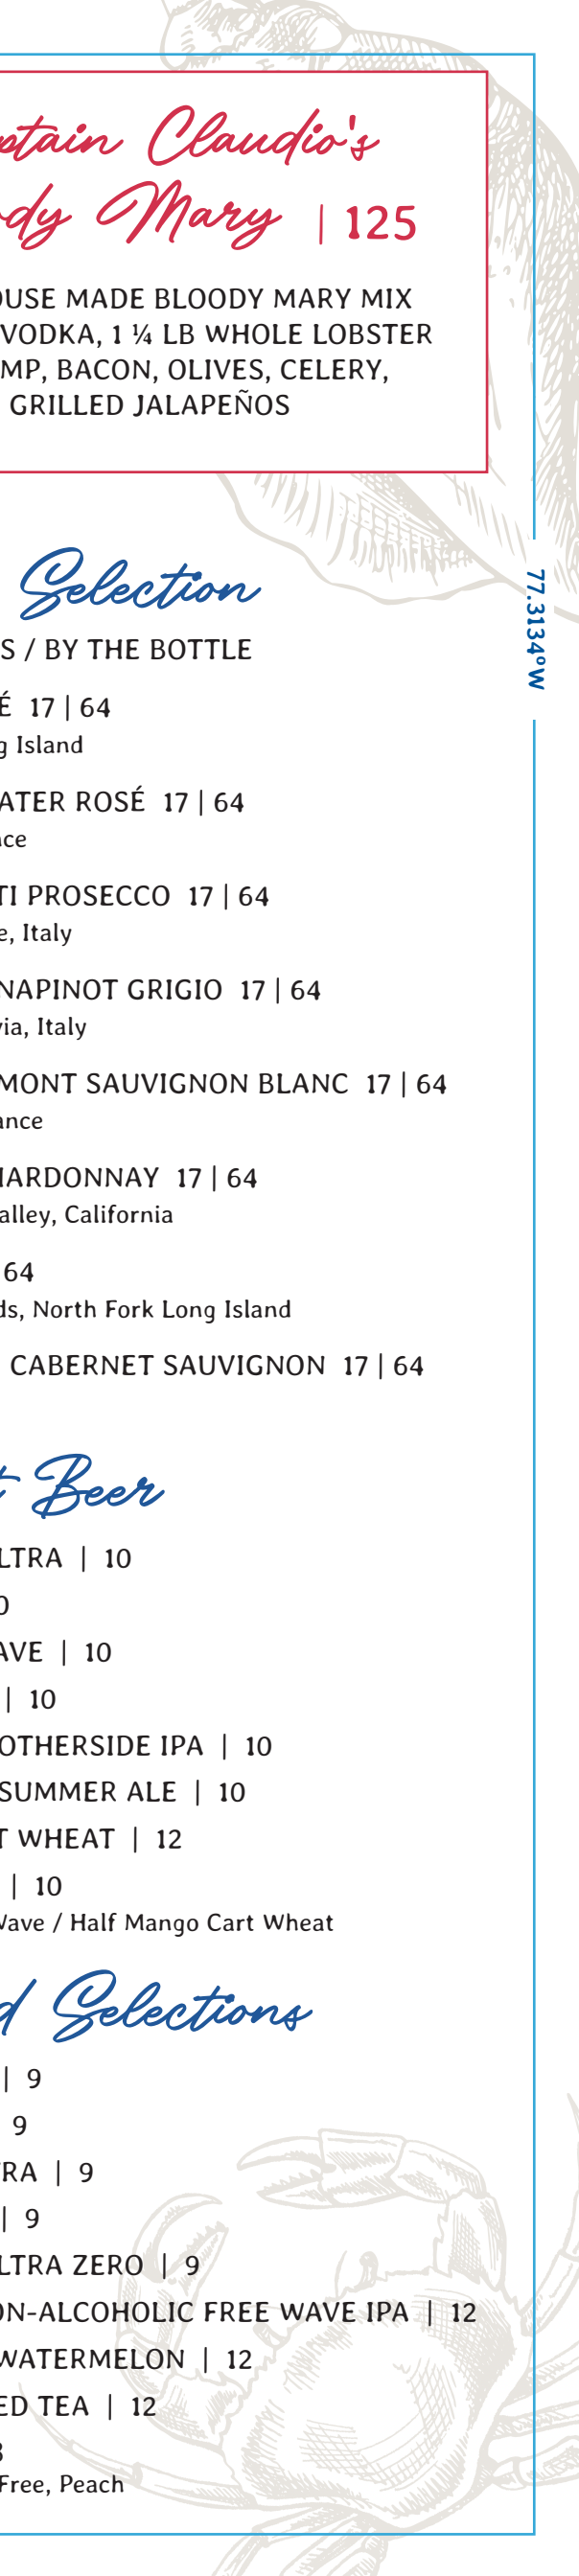 ptain Claudio's
ody Mary | 125
OUSE MADE BLOODY MARY MIX
VODKA, 1 ¼ LB WHOLE LOBSTER
MP, BACON, OLIVES, CELERY,
GRILLED JALAPEÑOS
Selection
S / BY THE BOTTLE
77.3134°W
É 17 | 64
g Island
ATER ROSÉ 17 | 64
nce
TI PROSECCO 17 | 64
e, Italy
NAPINOT GRIGIO 17 | 64
via, Italy
MONT SAUVIGNON BLANC 17 | 64
ance
HARDONNAY 17 | 64
alley, California
64
ds, North Fork Long Island
CABERNET SAUVIGNON 17 | 64
t Beer
LTRA | 10
0
AVE | 10
| 10
OTHERSIDE IPA | 10
SUMMER ALE | 10
T WHEAT | 12
| 10
Wave / Half Mango Cart Wheat
d Selections
| 9
9
TRA | 9
| 9
LTRA ZERO | 9
ON-ALCOHOLIC FREE WAVE IPA | 12
WATERMELON | 12
ED TEA | 12
3
Free, Peach